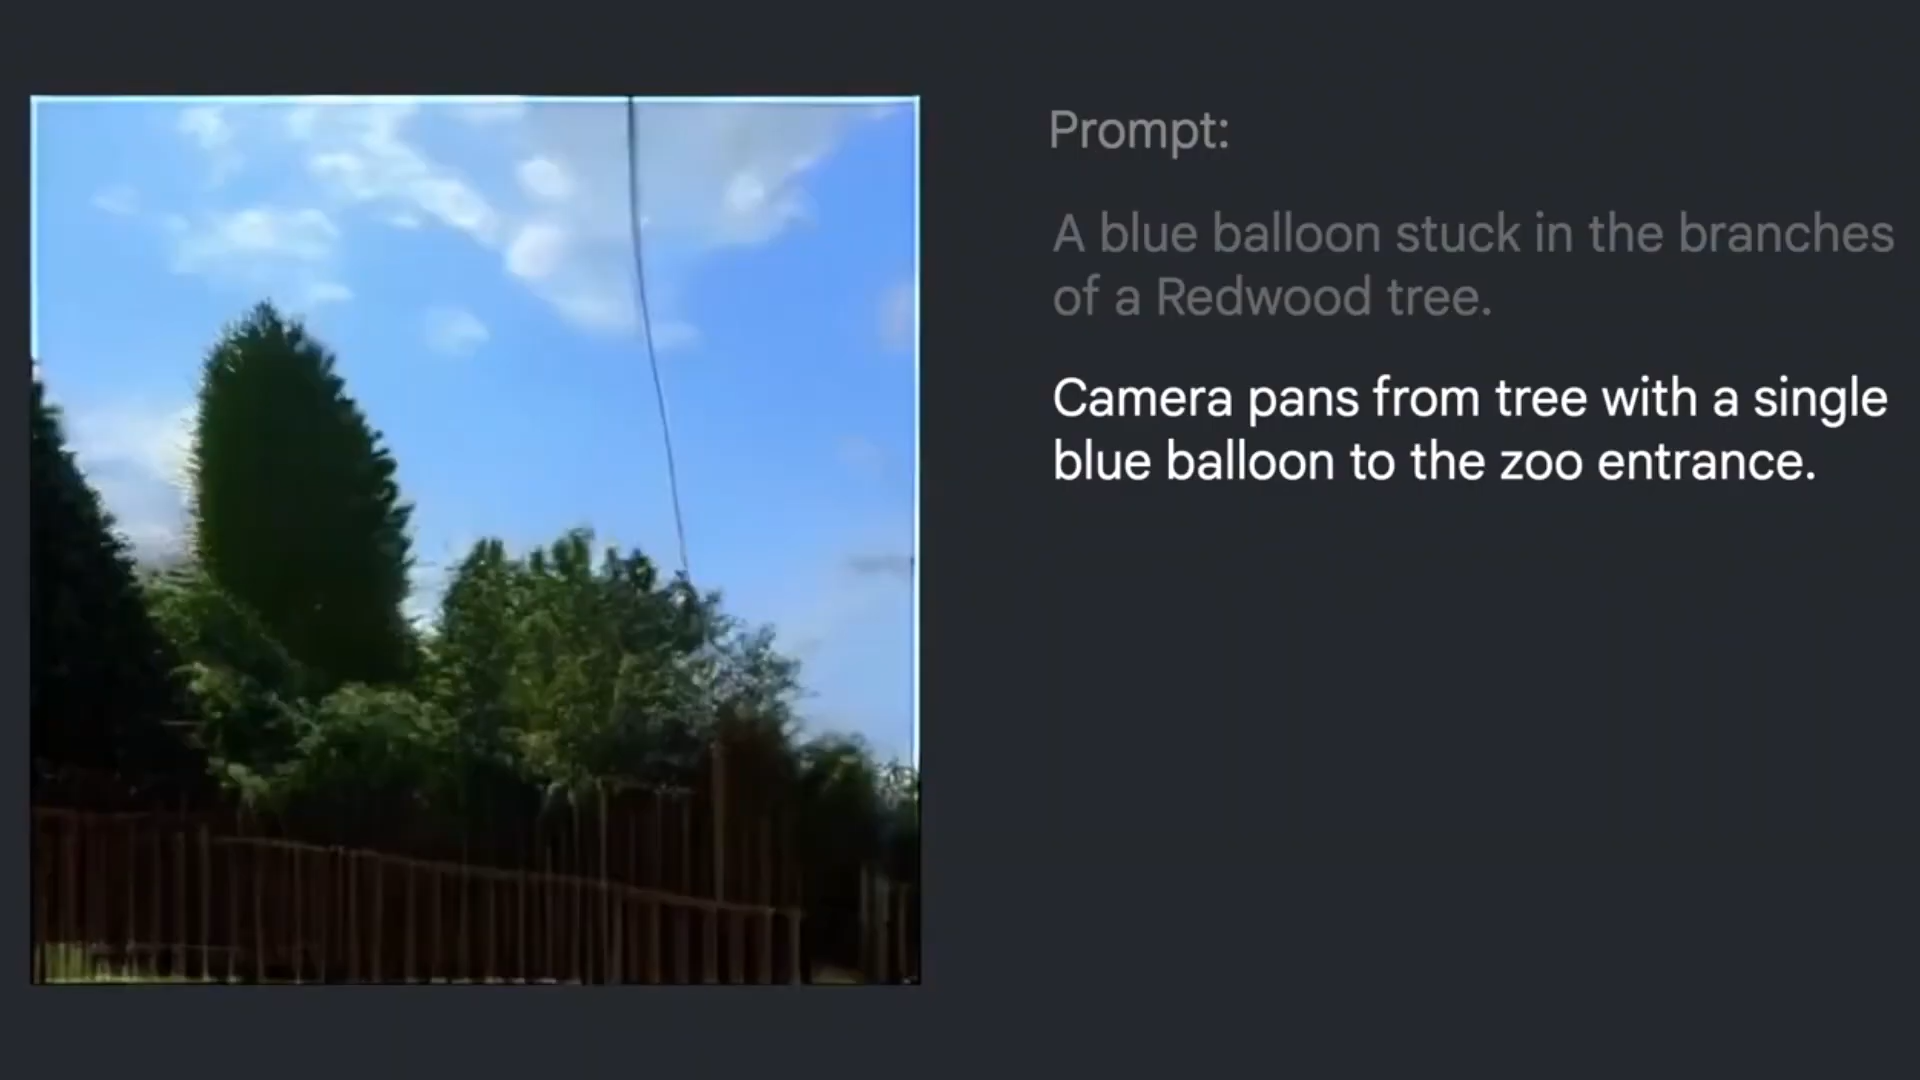 Prompt:
A blue balloon stuck in the branches
of a Redwood tree.
Camera pans from tree with a single
blue balloon to the zoo entrance.